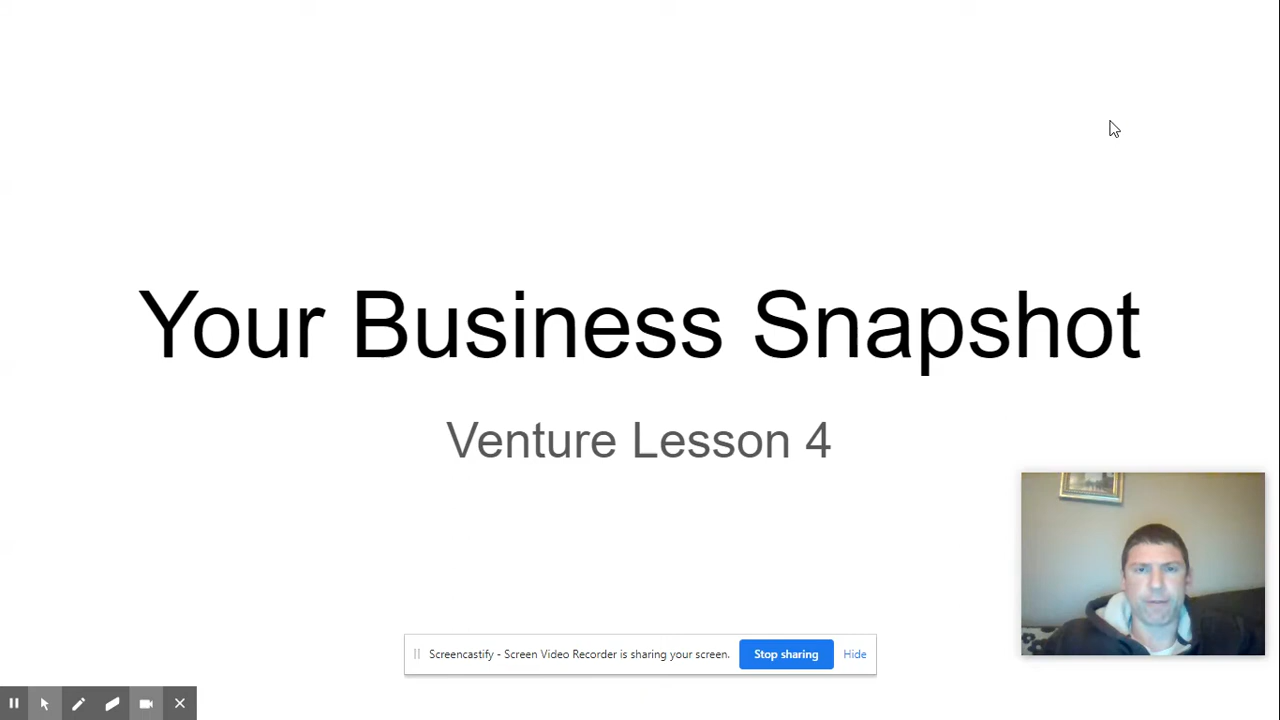 Your Business Snapshot
Venture Lesson 4
Screencastify - Screen Video Recorder is sharing your screen. Stop sharing Hide